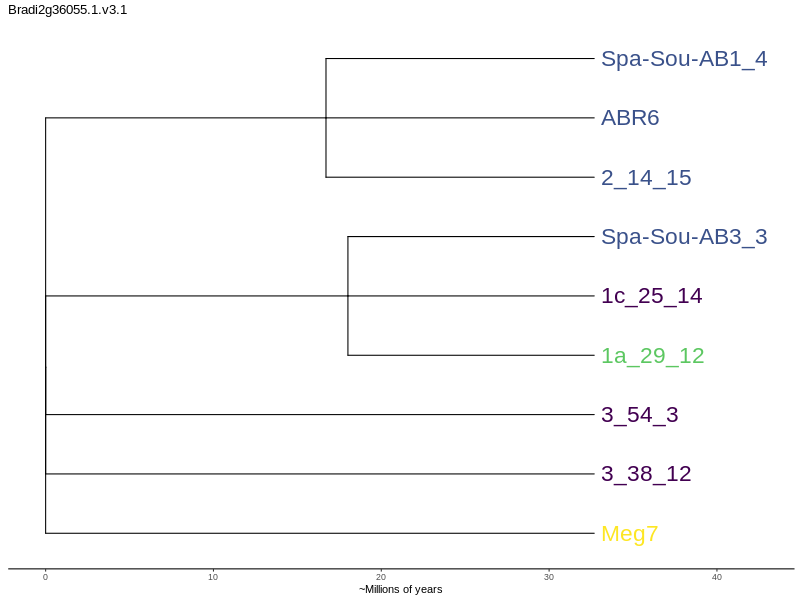 Bradi2g36055.1.v3.1
Spa-Sou-AB1_4
ABR6
2_14_15
Spa-Sou-AB3_3
1c_25_14
1a_29_12
3_54_3
3_38_12
Meg7
0 10 20 30 40
~Millions of years